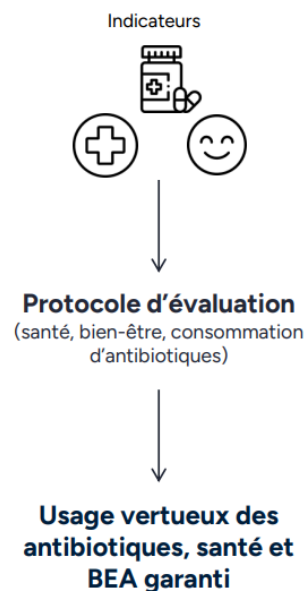 Indicateurs
Protocole d’évaluation
(santé, bien-être, consommation
d’antibiotiques)
Usage vertueux des
antibiotiques, santé et
BEA garanti